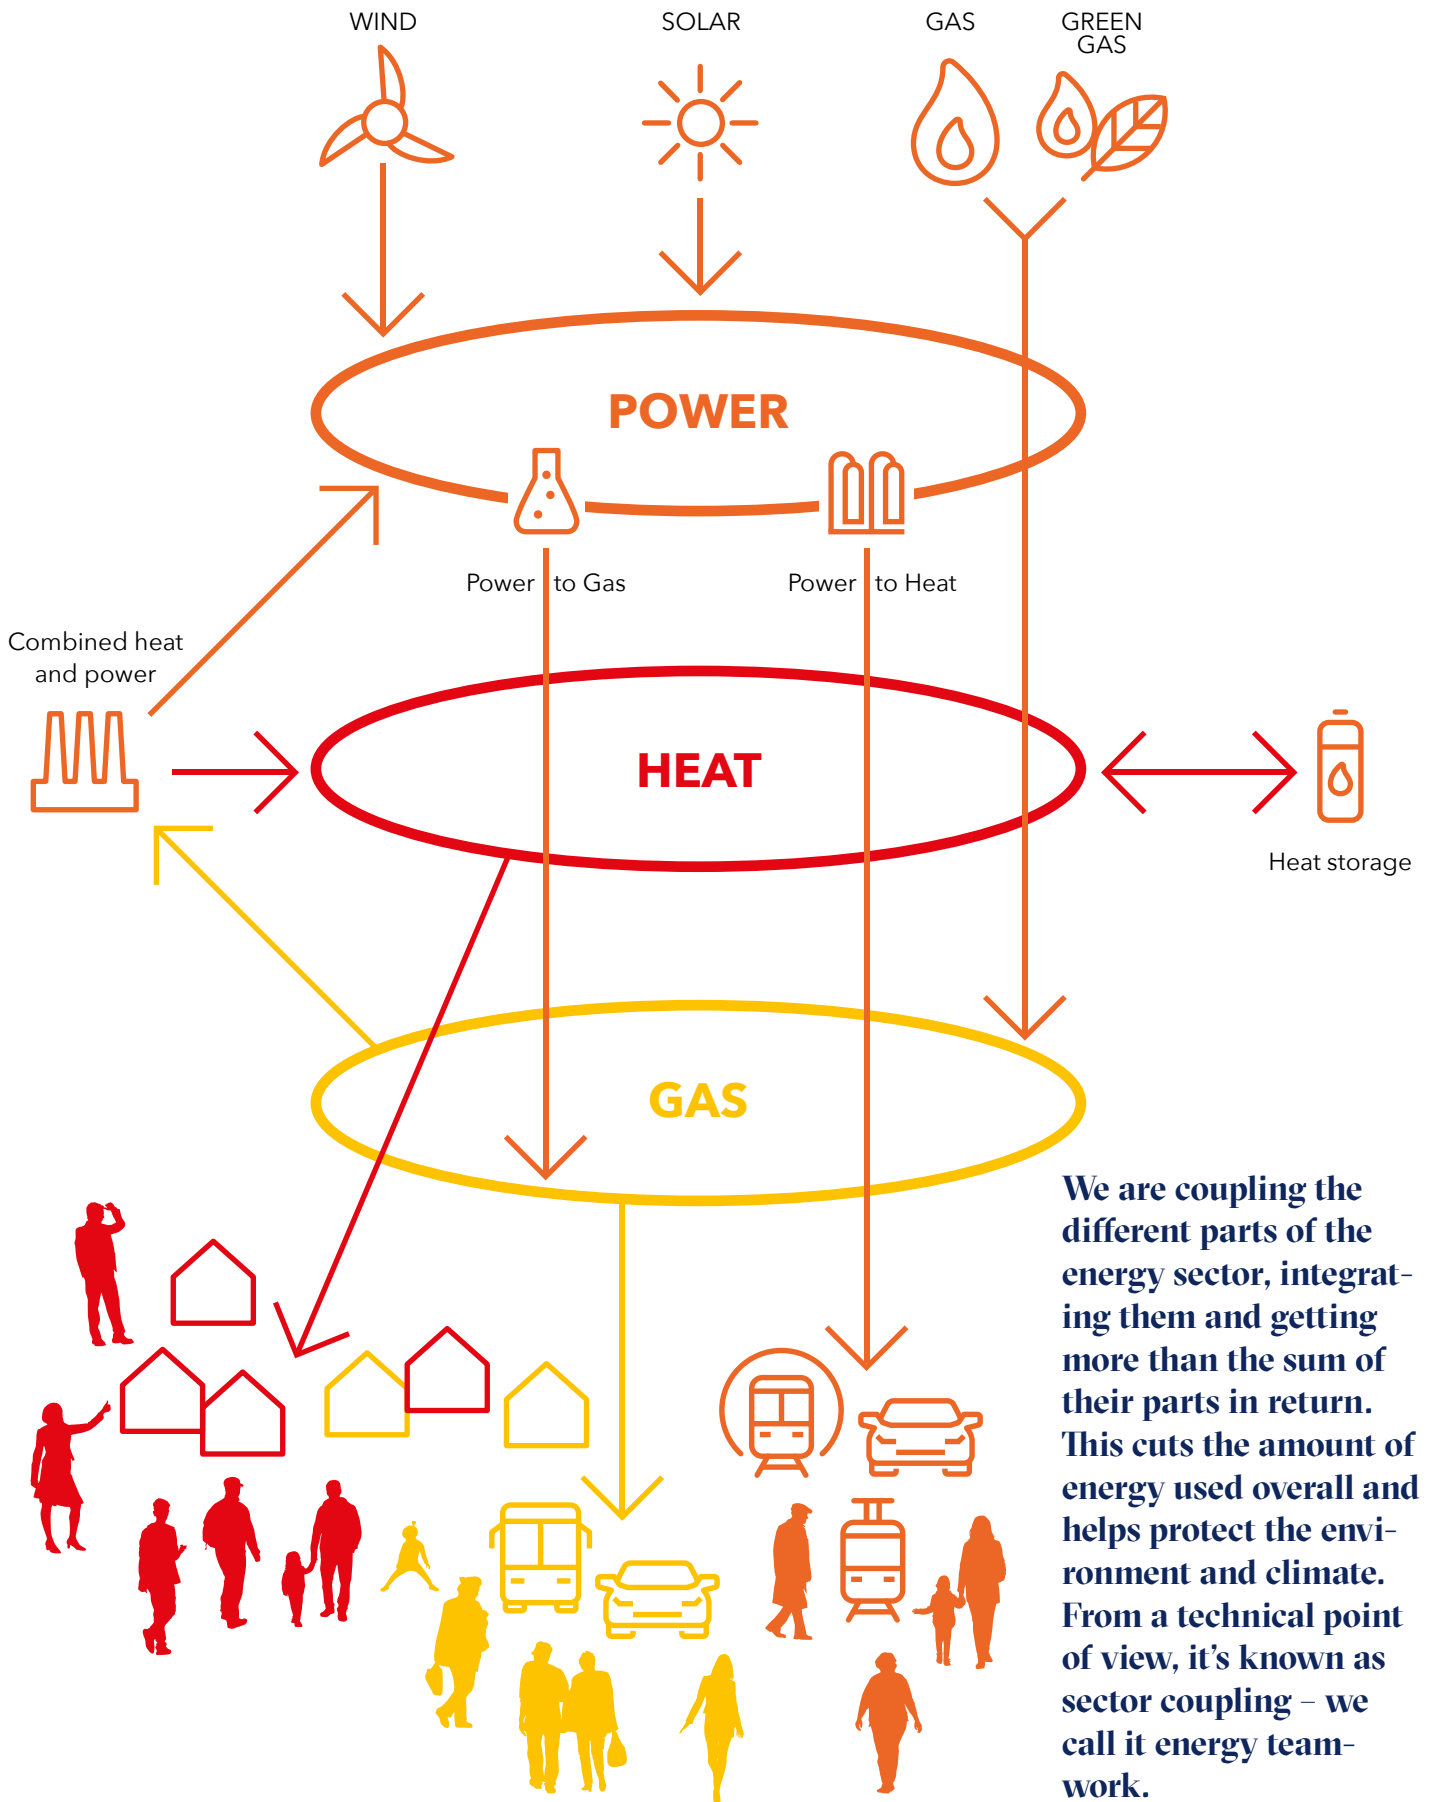 WIND
SOLAR
GAS
GREEN
GAS
POWER
Power to Gas
Power to Heat
Combined heat
and power
HEAT
Heat storage
GAS
We are coupling the
different parts of the
energy sector, integrat-
ing them and getting
more than the sum of
their parts in return.
This cuts the amount of
energy used overall and
helps protect the envi-
ronment and climate.
From a technical point
of view, it’s known as
sector coupling – we
call it energy team-
work.